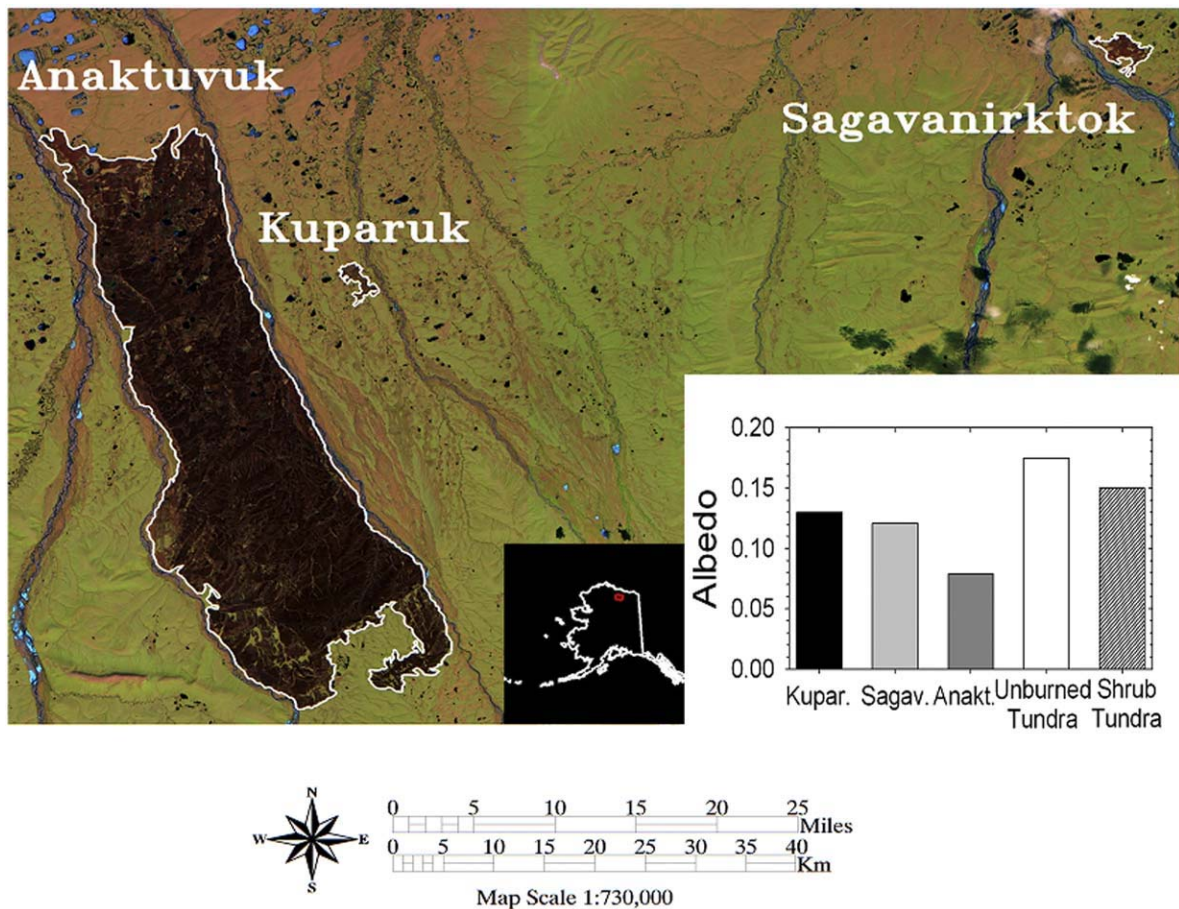 Anaktuvuk
Sagavanirktok
Kuparuk
0.20
0.15
0.10
0.05
0.00
Albedo
Kupar. Sagav. Anakt. Unburned Tundra Shrub Tundra
N
W E
S
0 5 10 15 20 25
Miles
0 5 10 15 20 25 30 35 40
Km
Map Scale 1:730,000